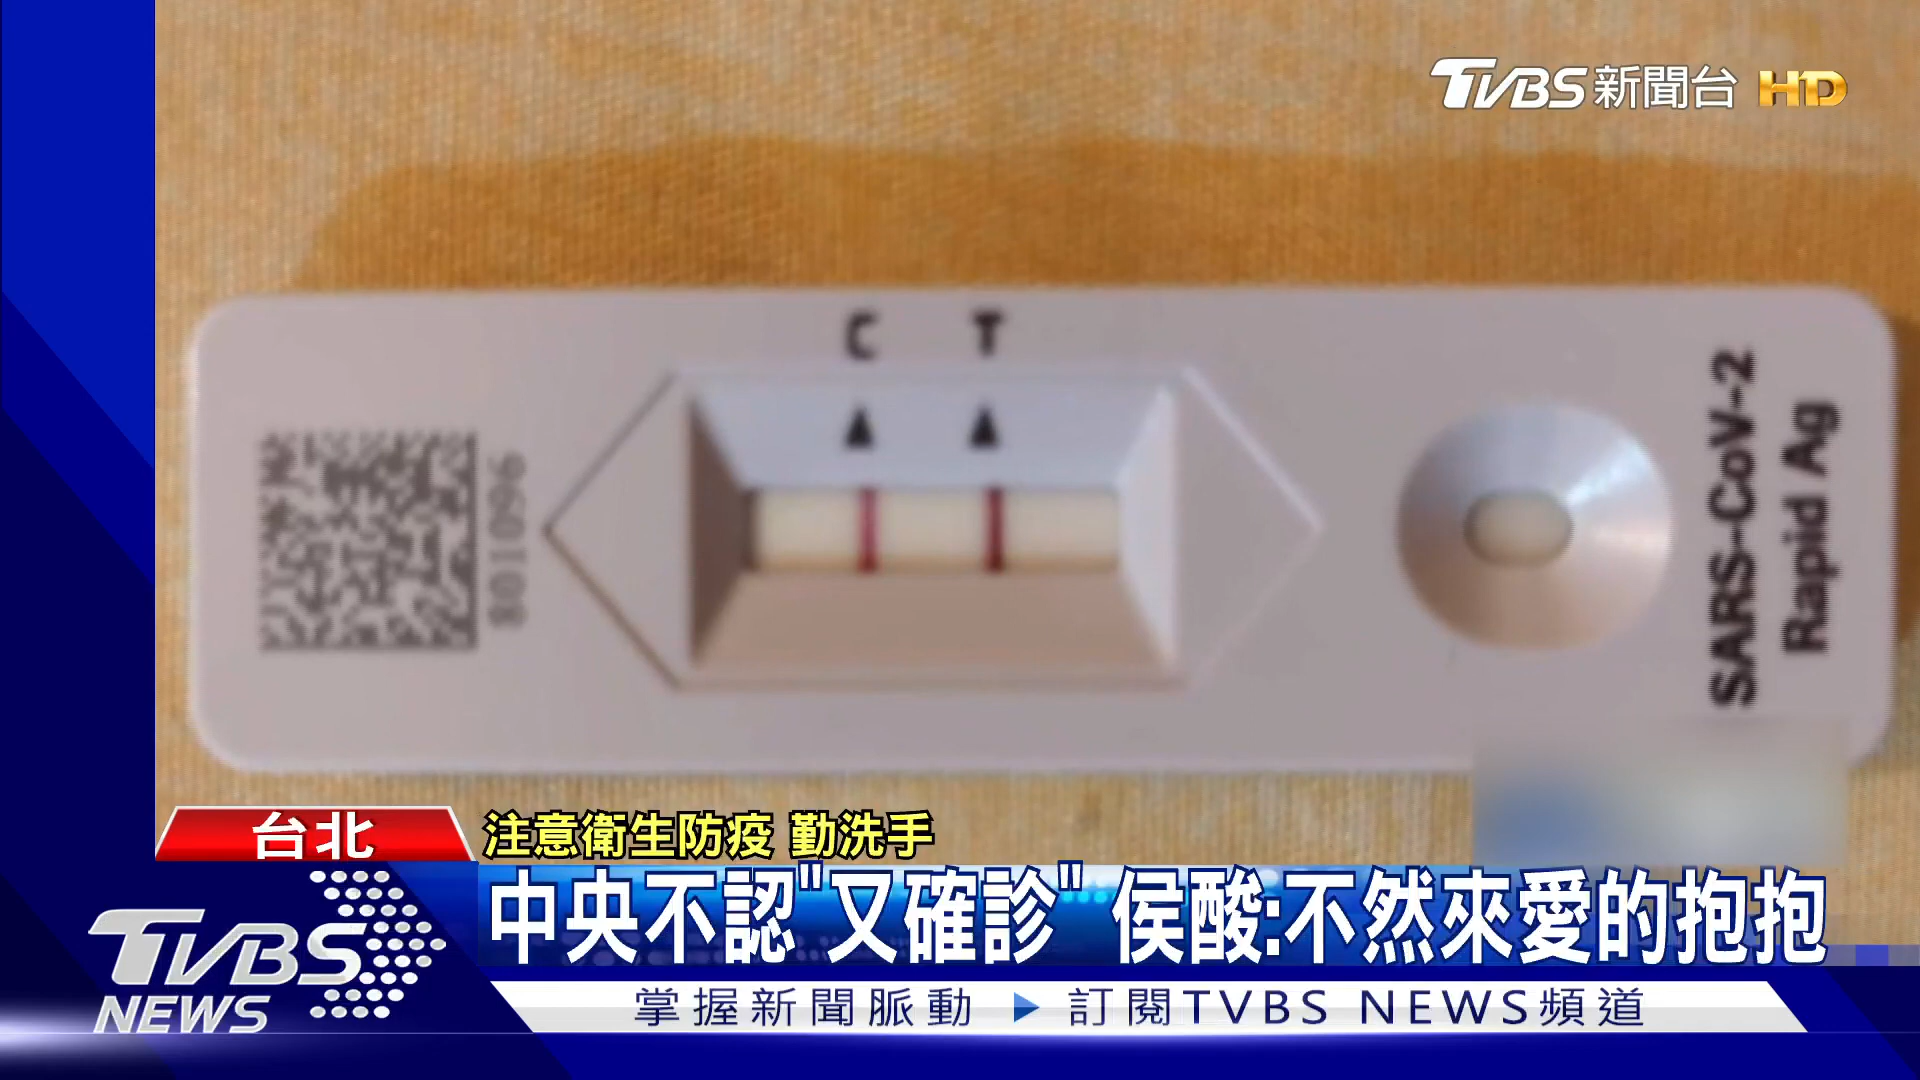 TVBS新聞台 HD
C T
8010096
SARS-CoV-2
Rapid Ag
台北
注意衛生防疫 勤洗手
中央不認"又確診" 侯酸:不然來愛的抱抱
TVBS
NEWS
掌握新聞脈動 ▶ 訂閱TVBS NEWS頻道